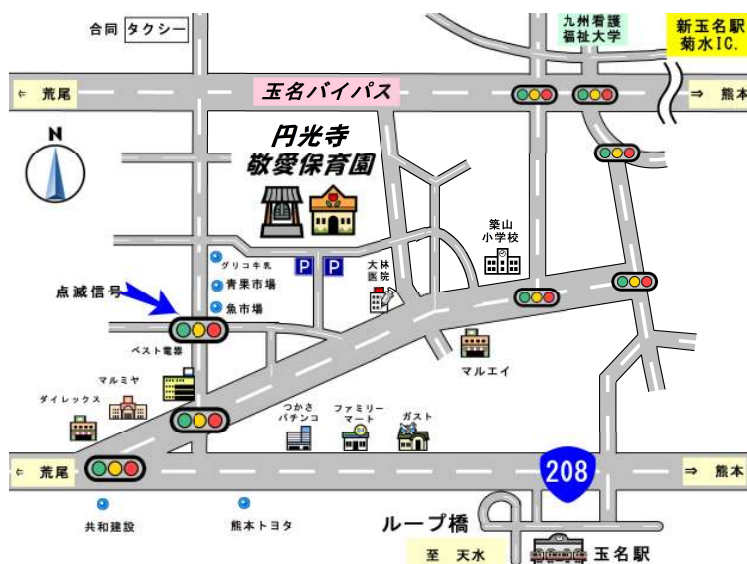 合同 タクシー
九州看護
福祉大学
新玉名駅
菊水IC.
⇐ 荒尾
玉名バイパス
⇒ 熊本
N
円光寺
敬愛保育園
築山
小学校
グリコ牛乳
P P
大林
医院
青果市場
点滅信号
魚市場
ベスト電器
マルエイ
マルミヤ
ダイレックス
つかさ
パチンコ
ファミリー
マート
ガスト
⇐ 荒尾
208
⇒ 熊本
共和建設
熊本トヨタ
ループ橋
至 天水
玉名駅